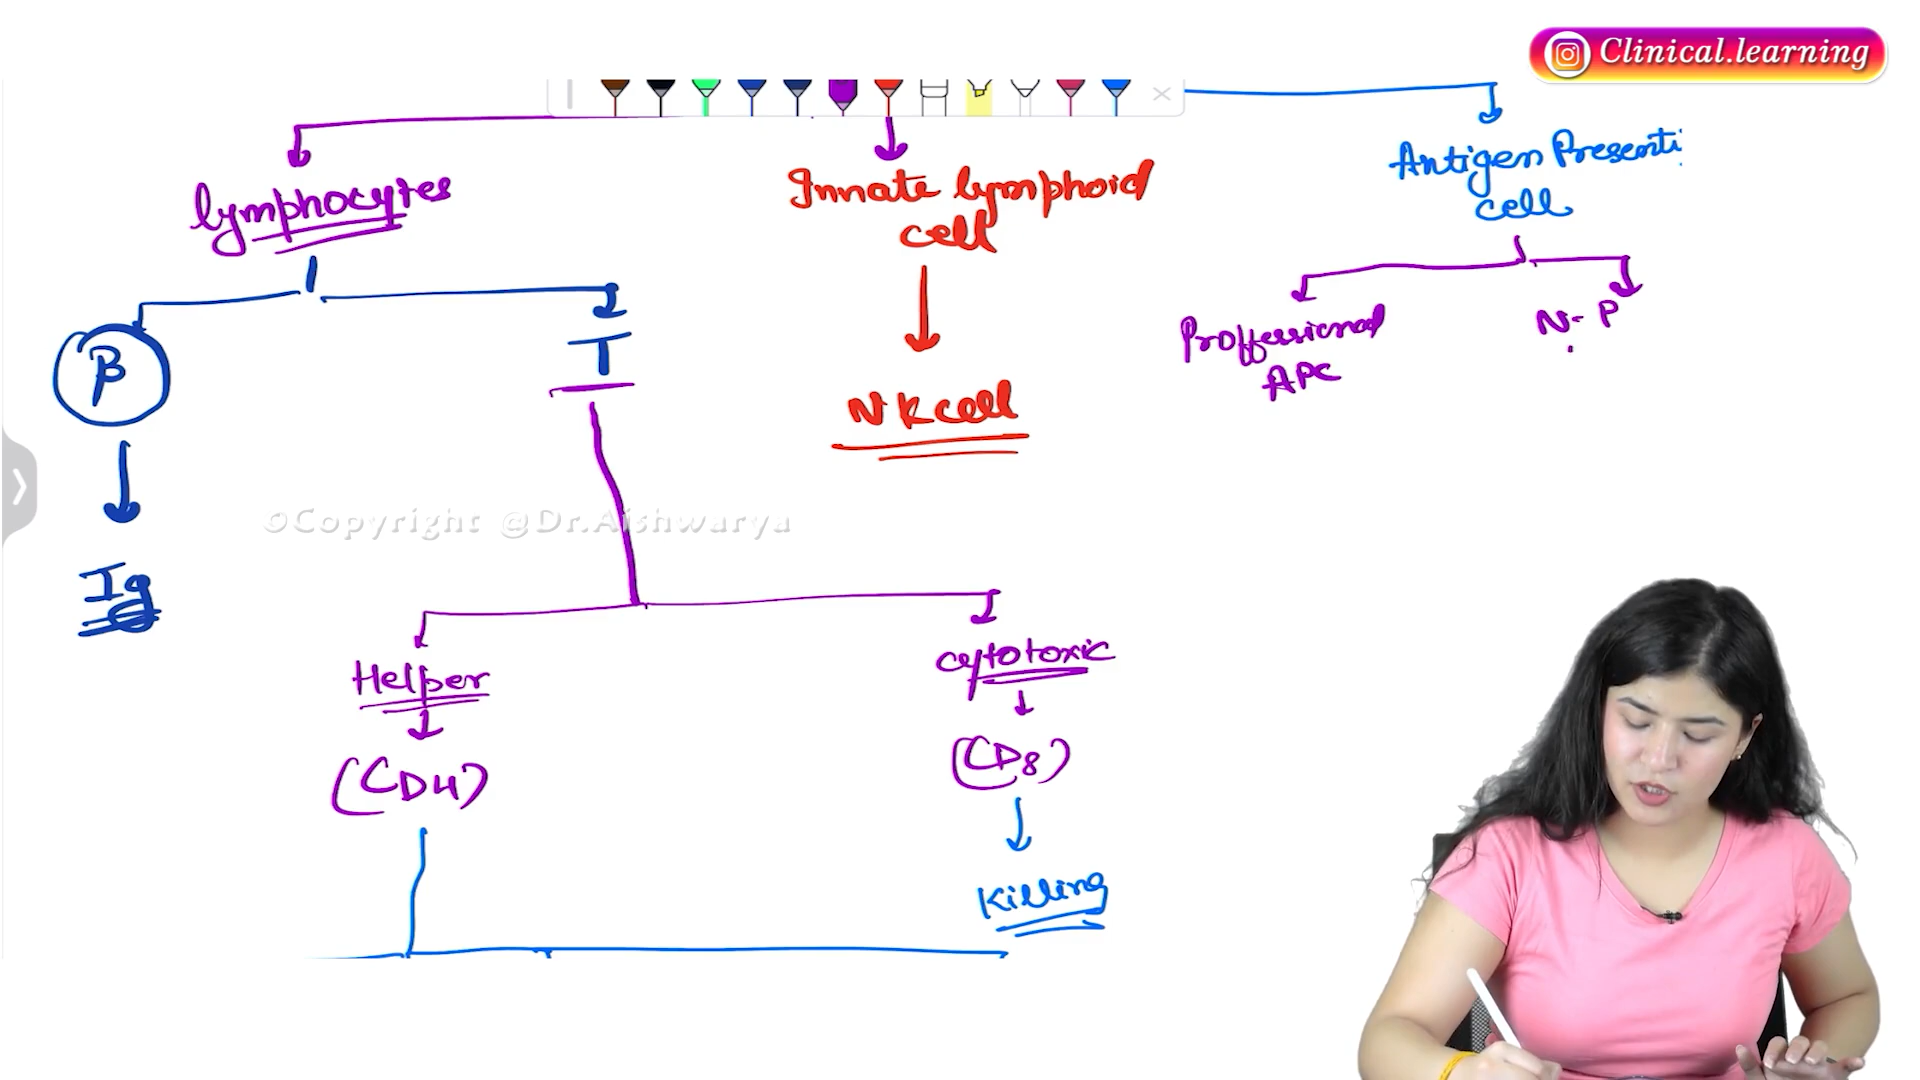 Clinical.learning
Antigen Presenti
cell
lymphocytes
Innate lymphoid
cell
Proffessional
APC
N-P
B
T
NK cell
©Copyright @Dr.Aishwarya
Ig
Helper
cytotoxic
(CD4)
(CD8)
Killing